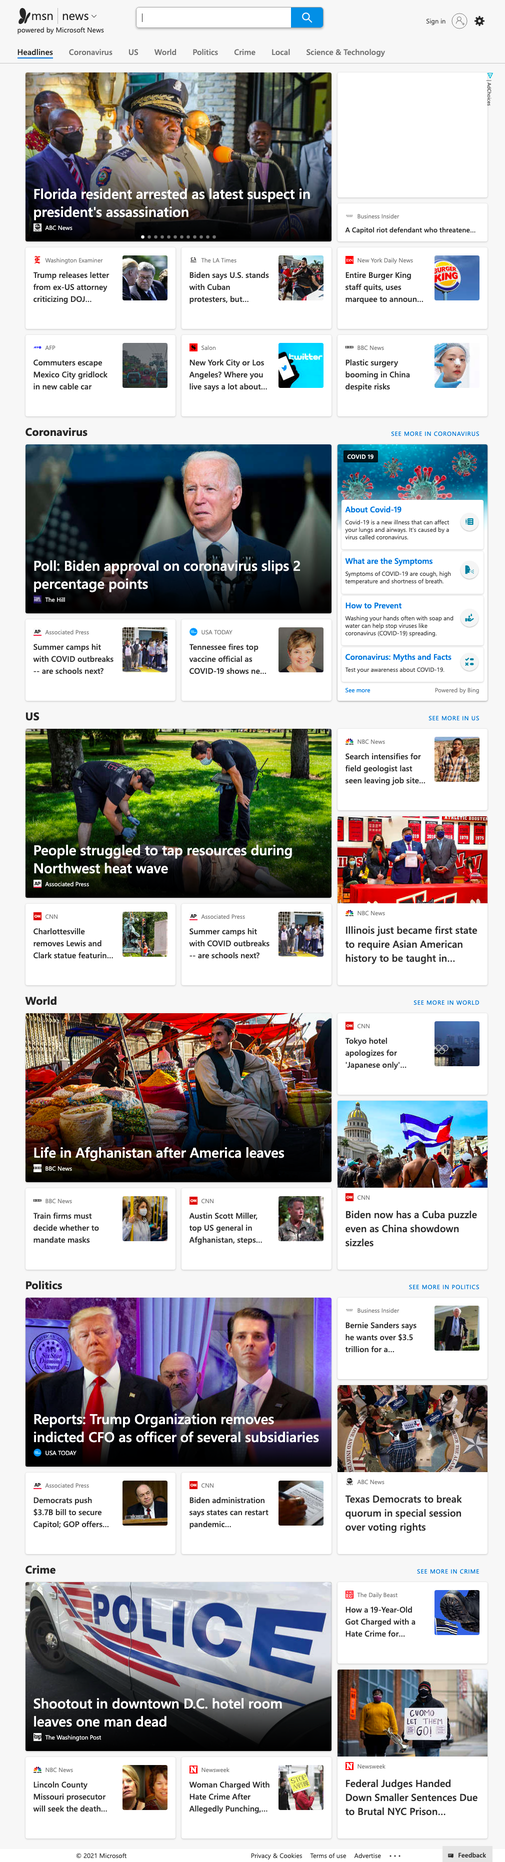 msn | news
powered by Microsoft News
Sign in
Headlines Coronavirus US World Politics Crime Local Science & Technology
AdChoices
Florida resident arrested as latest suspect in
president's assassination
ABC News
Business Insider
A Capitol riot defendant who threatene...
Washington Examiner
Trump releases letter
from ex-US attorney
criticizing DOJ...
The LA Times
Biden says U.S. stands
with Cuban
protesters, but...
New York Daily News
Entire Burger King
staff quits, uses
marquee to announ...
BURGER
KING
AFP
Commuters escape
Mexico City gridlock
in new cable car
Salon
New York City or Los
Angeles? Where you
live says a lot about...
twitter
BBC News
Plastic surgery
booming in China
despite risks
Coronavirus
SEE MORE IN CORONAVIRUS
Poll: Biden approval on coronavirus slips 2
percentage points
The Hill
COVID 19
About Covid-19
Covid-19 is a new illness that can affect
your lungs and airways. It's caused by a
virus called coronavirus.
What are the Symptoms
Symptoms of COVID-19 are cough, high
temperature and shortness of breath.
How to Prevent
Washing your hands often with soap and
water can help stop viruses like
coronavirus (COVID-19) spreading.
Coronavirus: Myths and Facts
Test your awareness about COVID-19.
See more
Powered by Bing
AP Associated Press
Summer camps hit
with COVID outbreaks
-- are schools next?
USA TODAY
Tennessee fires top
vaccine official as
COVID-19 shows ne...
US
SEE MORE IN US
People struggled to tap resources during
Northwest heat wave
AP Associated Press
NBC News
Search intensifies for
field geologist last
seen leaving job site...
NBC News
Illinois just became first state
to require Asian American
history to be taught in...
CNN
Charlottesville
removes Lewis and
Clark statue featurin...
AP Associated Press
Summer camps hit
with COVID outbreaks
-- are schools next?
World
SEE MORE IN WORLD
Life in Afghanistan after America leaves
BBC News
CNN
Tokyo hotel
apologizes for
'Japanese only'...
CNN
Biden now has a Cuba puzzle
even as China showdown
sizzles
BBC News
Train firms must
decide whether to
mandate masks
CNN
Austin Scott Miller,
top US general in
Afghanistan, steps...
Politics
SEE MORE IN POLITICS
Reports: Trump Organization removes
indicted CFO as officer of several subsidiaries
USA TODAY
Business Insider
Bernie Sanders says
he wants over $3.5
trillion for a...
ABC News
Texas Democrats to break
quorum in special session
over voting rights
AP Associated Press
Democrats push
$3.7B bill to secure
Capitol; GOP offers...
CNN
Biden administration
says states can restart
pandemic...
Crime
SEE MORE IN CRIME
POLICE
Shootout in downtown D.C. hotel room
leaves one man dead
The Washington Post
The Daily Beast
How a 19-Year-Old
Got Charged with a
Hate Crime for...
CUOMO
LET THEM
GO!
Newsweek
Federal Judges Handed
Down Smaller Sentences Due
to Brutal NYC Prison...
NBC News
Lincoln County
Missouri prosecutor
will seek the death...
Newsweek
Woman Charged With
Hate Crime After
Allegedly Punching,...
© 2021 Microsoft
Privacy & Cookies Terms of use Advertise ...
Feedback